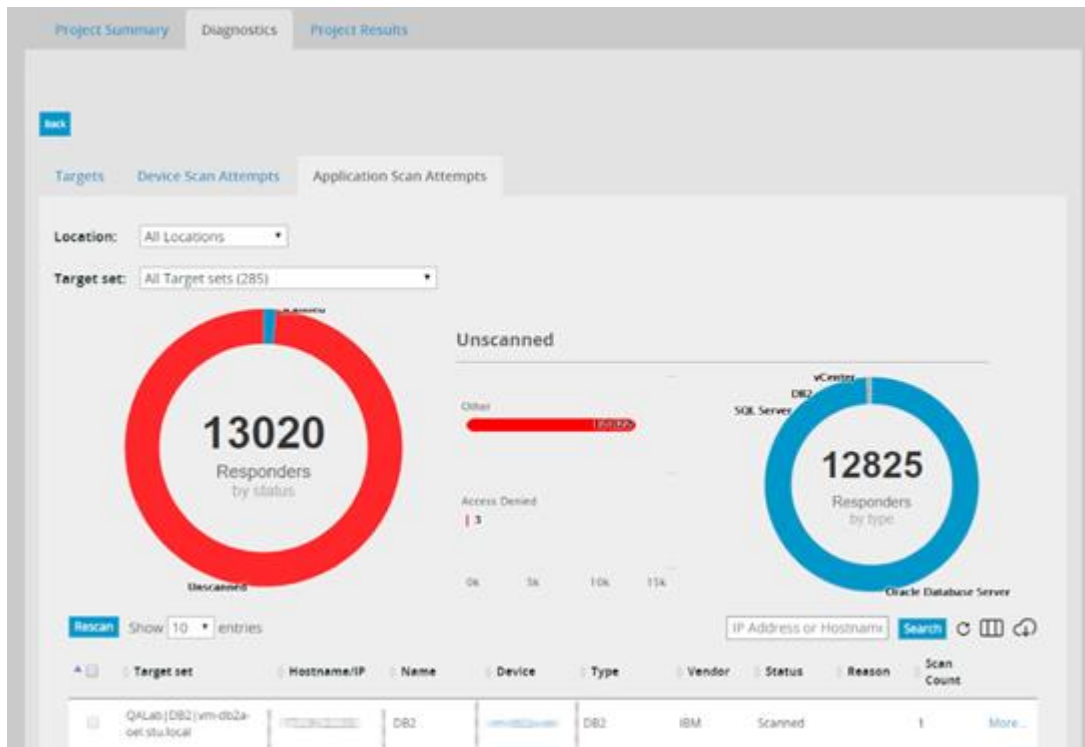 Project Summary Diagnostics Project Results
Back
Targets Device Scan Attempts Application Scan Attempts
Location: All Locations
Target set: All Target sets (285)
13020
Responders
by status
Unscanned
Unscanned
Other
Access Denied
3
0k 5k 10k 15k
vCenter
DB2
SQL Server
12825
Responders
by type
Oracle Database Server
Rescan Show 10 entries
IP Address or Hostname Search
Target set Hostname/IP Name Device Type Vendor Status Reason Scan Count
QALab|DB2|vm-db2a-
oel.stu.local
DB2 DB2 IBM Scanned 1 More...